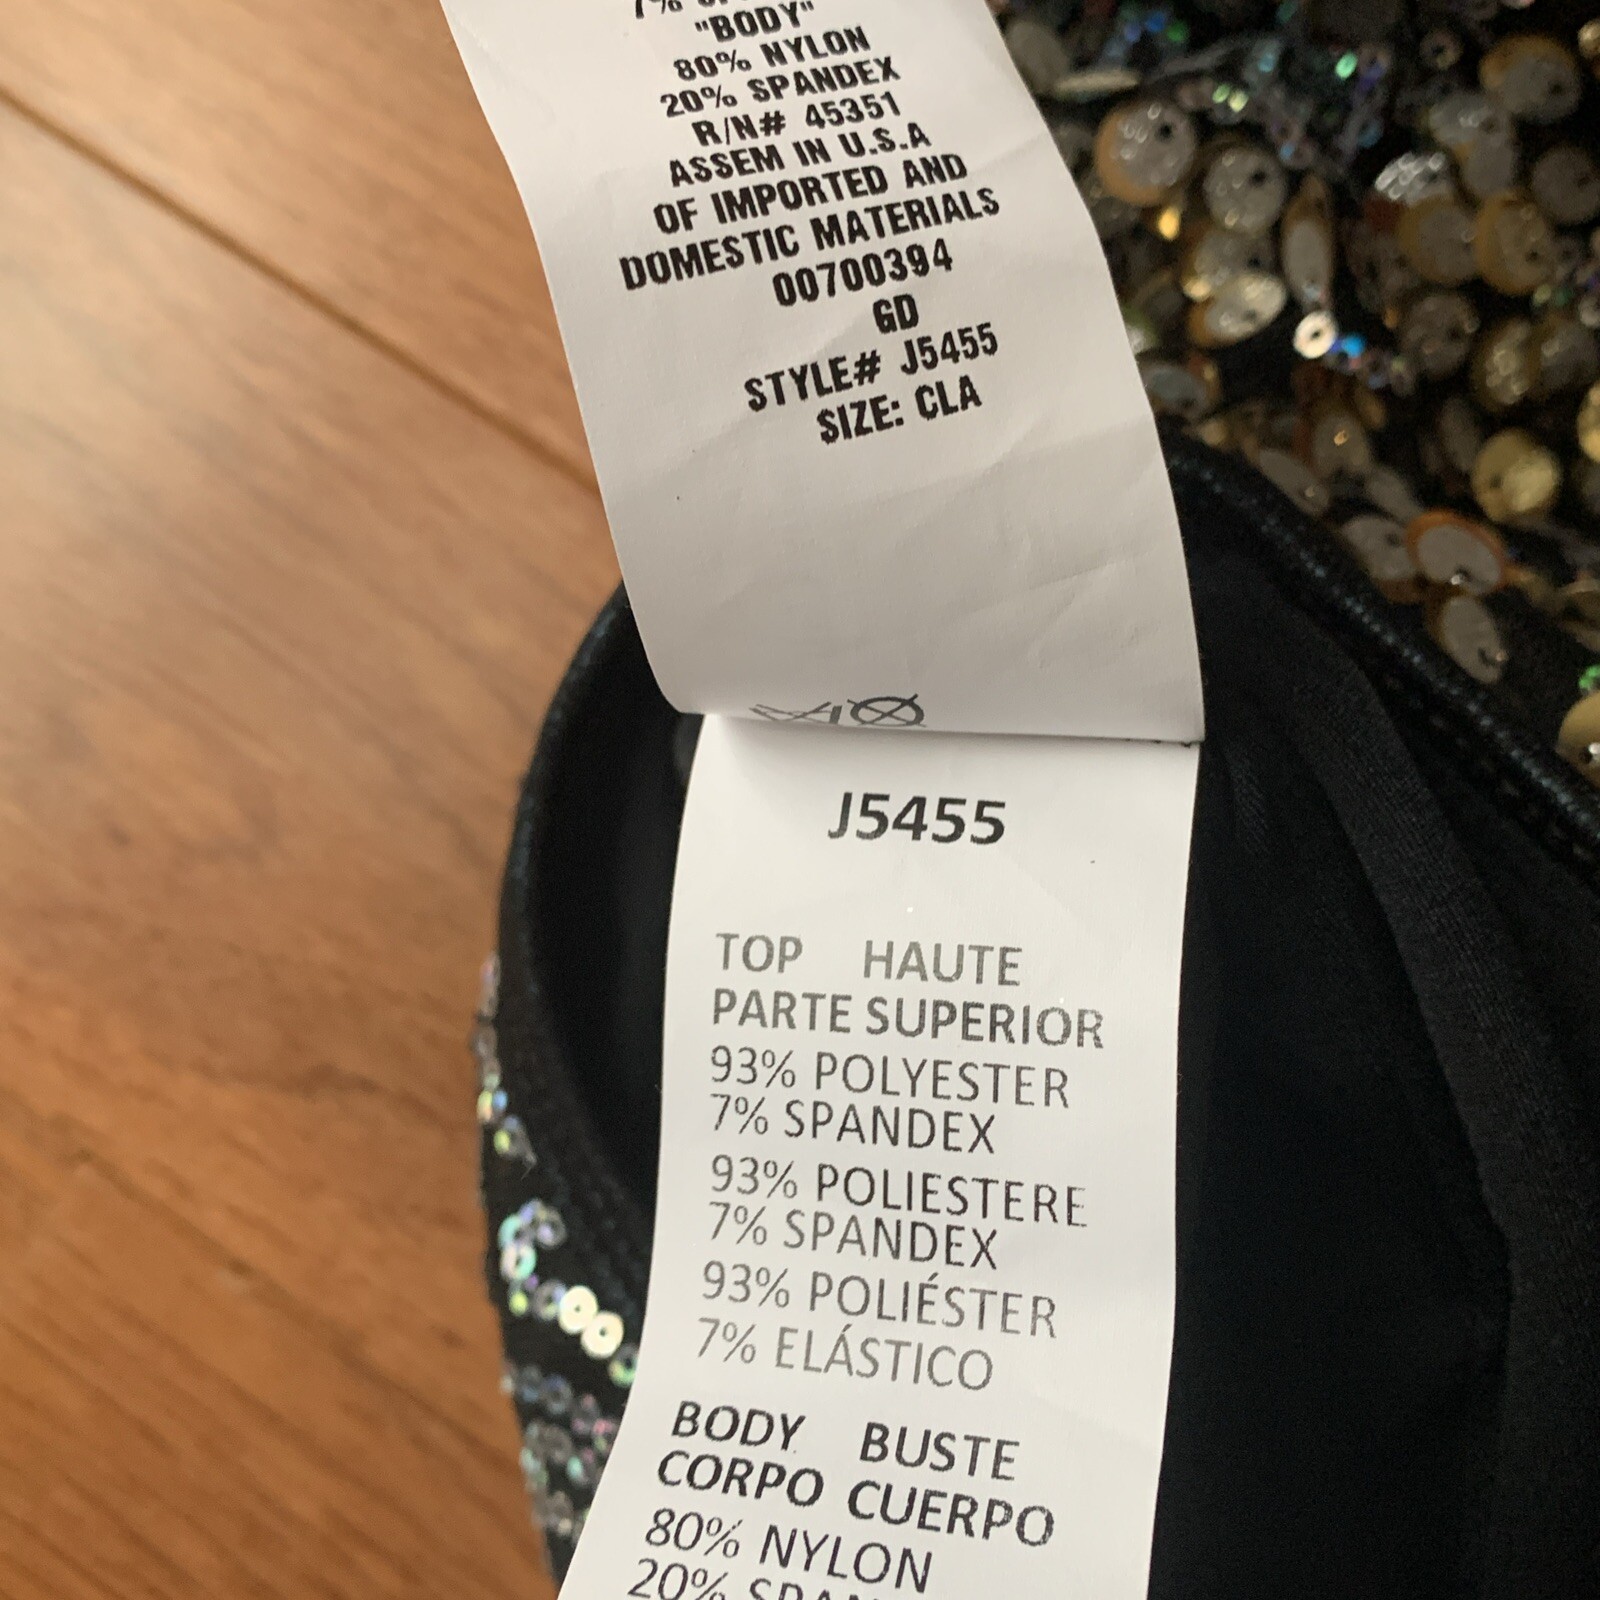 7%
"BODY"
80% NYLON
20% SPANDEX
R/N# 45351
ASSEM IN U.S.A
OF IMPORTED AND
DOMESTIC MATERIALS
00700394
GD
STYLE# J5455
SIZE: CLA
J5455
TOP HAUTE
PARTE SUPERIOR
93% POLYESTER
7% SPANDEX
93% POLIESTERE
7% SPANDEX
93% POLIÉSTER
7% ELÁSTICO
BODY BUSTE
CORPO CUERPO
80% NYLON
20%